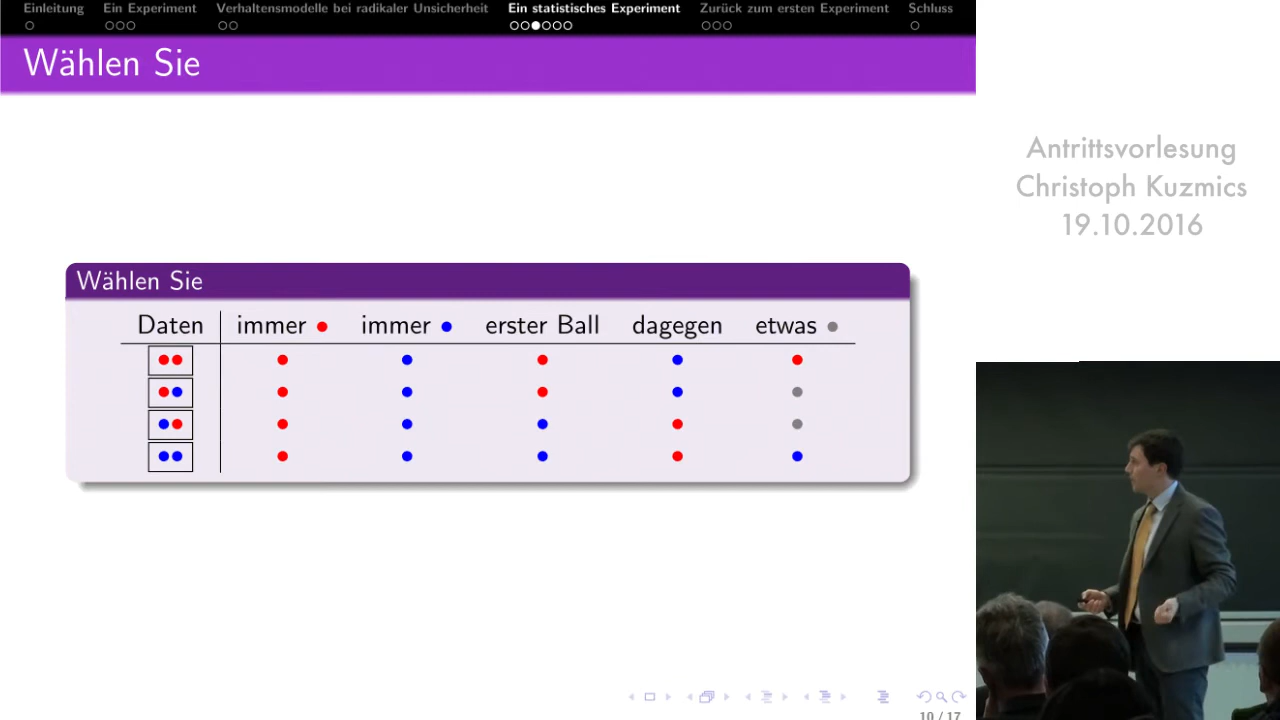 Einleitung
Ein Experiment
Verhaltensmodelle bei radikaler Unsicherheit
Ein statistisches Experiment
Zurück zum ersten Experiment
Schluss
Wählen Sie
Antrittsvorlesung
Christoph Kuzmics
19.10.2016
Wählen Sie
Daten immer immer erster Ball dagegen etwas
10 / 17